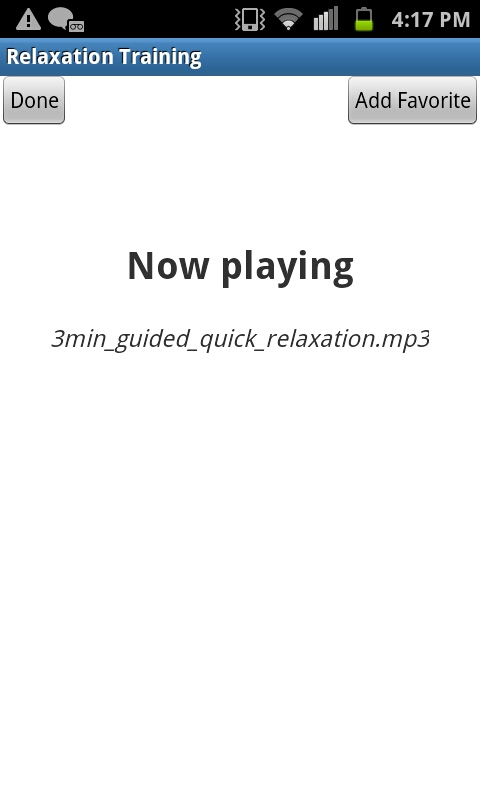 4:17 PM
Relaxation Training
Done
Add Favorite
Now playing
3min_guided_quick_relaxation.mp3